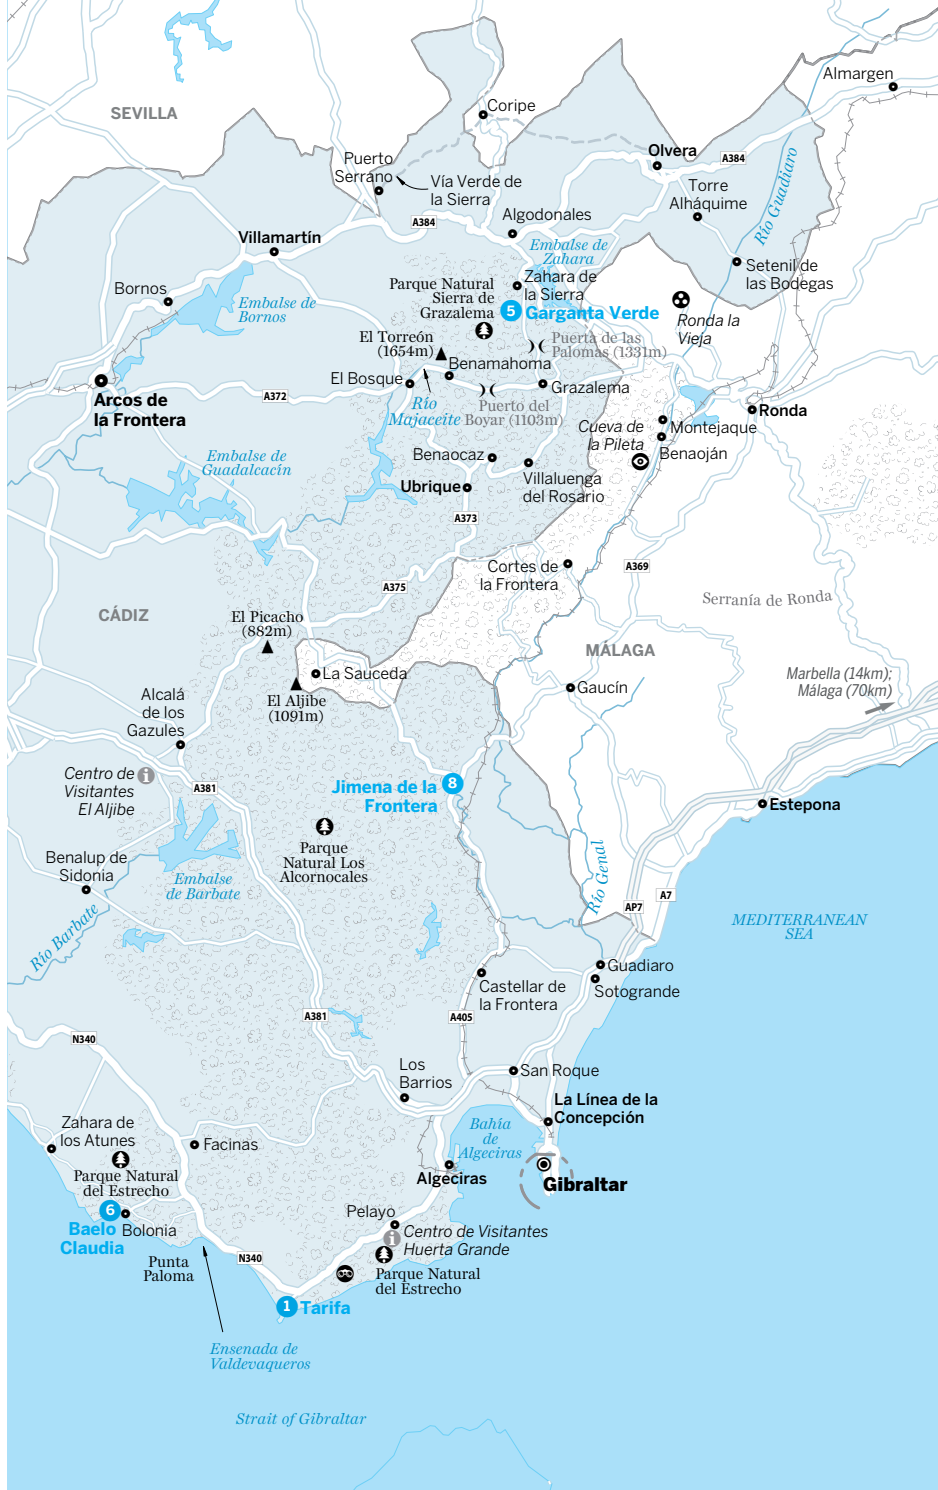 Almargen
SEVILLA
Coripe
Olvera
A384
Puerto
Serrano
Vía Verde de
la Sierra
Torre
Alháquime
Río Guadiaro
A384
Algodonales
Villamartín
Embalse de
Zahara
Setenil de
las Bodegas
Bornos
Embalse de
Bornos
Parque Natural
Sierra de
Grazalema
Zahara de
la Sierra
5 Garganta Verde
Ronda la
Vieja
El Torreón
(1654m)
Puerta de las
Palomas (1331m)
Benamahoma
El Bosque
Grazalema
Arcos de
la Frontera
A372
Río
Majaceite
Puerto del
Boyar (1103m)
Ronda
Cueva de
la Pileta
Montejaque
Benaoján
Embalse de
Guadalcacín
Benaocaz
Villaluenga
del Rosario
Ubrique
A373
Cortes de
la Frontera
A369
A375
Serranía de Ronda
CÁDIZ
El Picacho
(882m)
MÁLAGA
La Sauceda
Marbella (14km);
Málaga (70km)
Gaucín
El Aljibe
(1091m)
Alcalá
de los
Gazules
Centro de
Visitantes
El Aljibe
A381
Jimena de la
Frontera
8
Estepona
Parque
Natural Los
Alcornocales
Benalup de
Sidonia
Embalse
de Barbate
Río Genal
A7
AP7
Río Barbate
MEDITERRANEAN
SEA
Guadiaro
Sotogrande
Castellar de
la Frontera
A381
A405
N340
Los
Barrios
San Roque
La Línea de la
Concepción
Bahía
de
Algeciras
Zahara de
los Atunes
Facinas
Parque Natural
del Estrecho
Algeciras
Gibraltar
6
Baelo
Claudia
Bolonia
Pelayo
Centro de Visitantes
Huerta Grande
Punta
Paloma
N340
Parque Natural
del Estrecho
1 Tarifa
Ensenada de
Valdevaqueros
Strait of Gibraltar